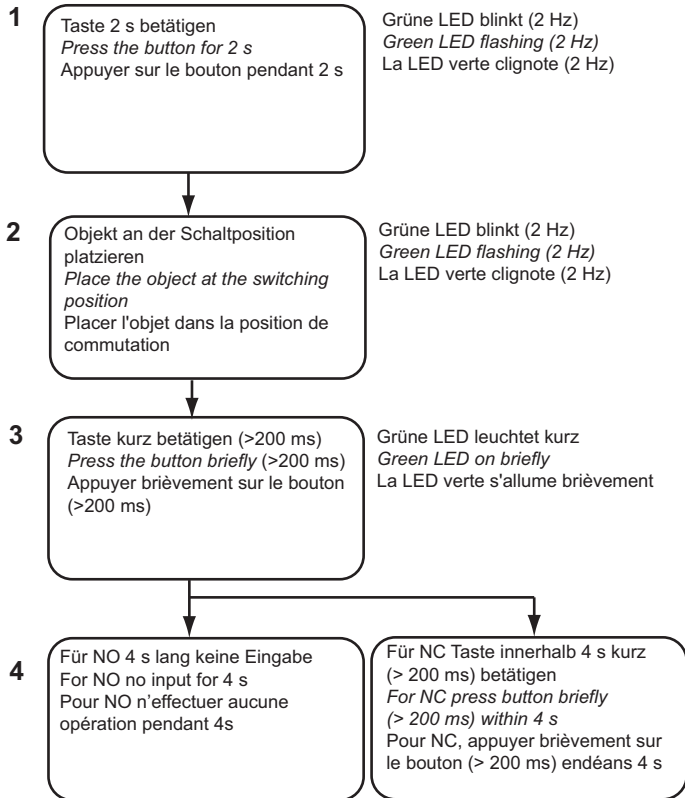 1
Taste 2 s betätigen
Press the button for 2 s
Appuyer sur le bouton pendant 2 s
Grüne LED blinkt (2 Hz)
Green LED flashing (2 Hz)
La LED verte clignote (2 Hz)
2
Objekt an der Schaltposition
platzieren
Place the object at the switching
position
Placer l'objet dans la position de
commutation
Grüne LED blinkt (2 Hz)
Green LED flashing (2 Hz)
La LED verte clignote (2 Hz)
3
Taste kurz betätigen (>200 ms)
Press the button briefly (>200 ms)
Appuyer brièvement sur le bouton
(>200 ms)
Grüne LED leuchtet kurz
Green LED on briefly
La LED verte s'allume brièvement
4
Für NO 4 s lang keine Eingabe
For NO no input for 4 s
Pour NO n’effectuer aucune
opération pendant 4s
Für NC Taste innerhalb 4 s kurz
(> 200 ms) betätigen
For NC press button briefly
(> 200 ms) within 4 s
Pour NC, appuyer brièvement sur
le bouton (> 200 ms) endéans 4 s